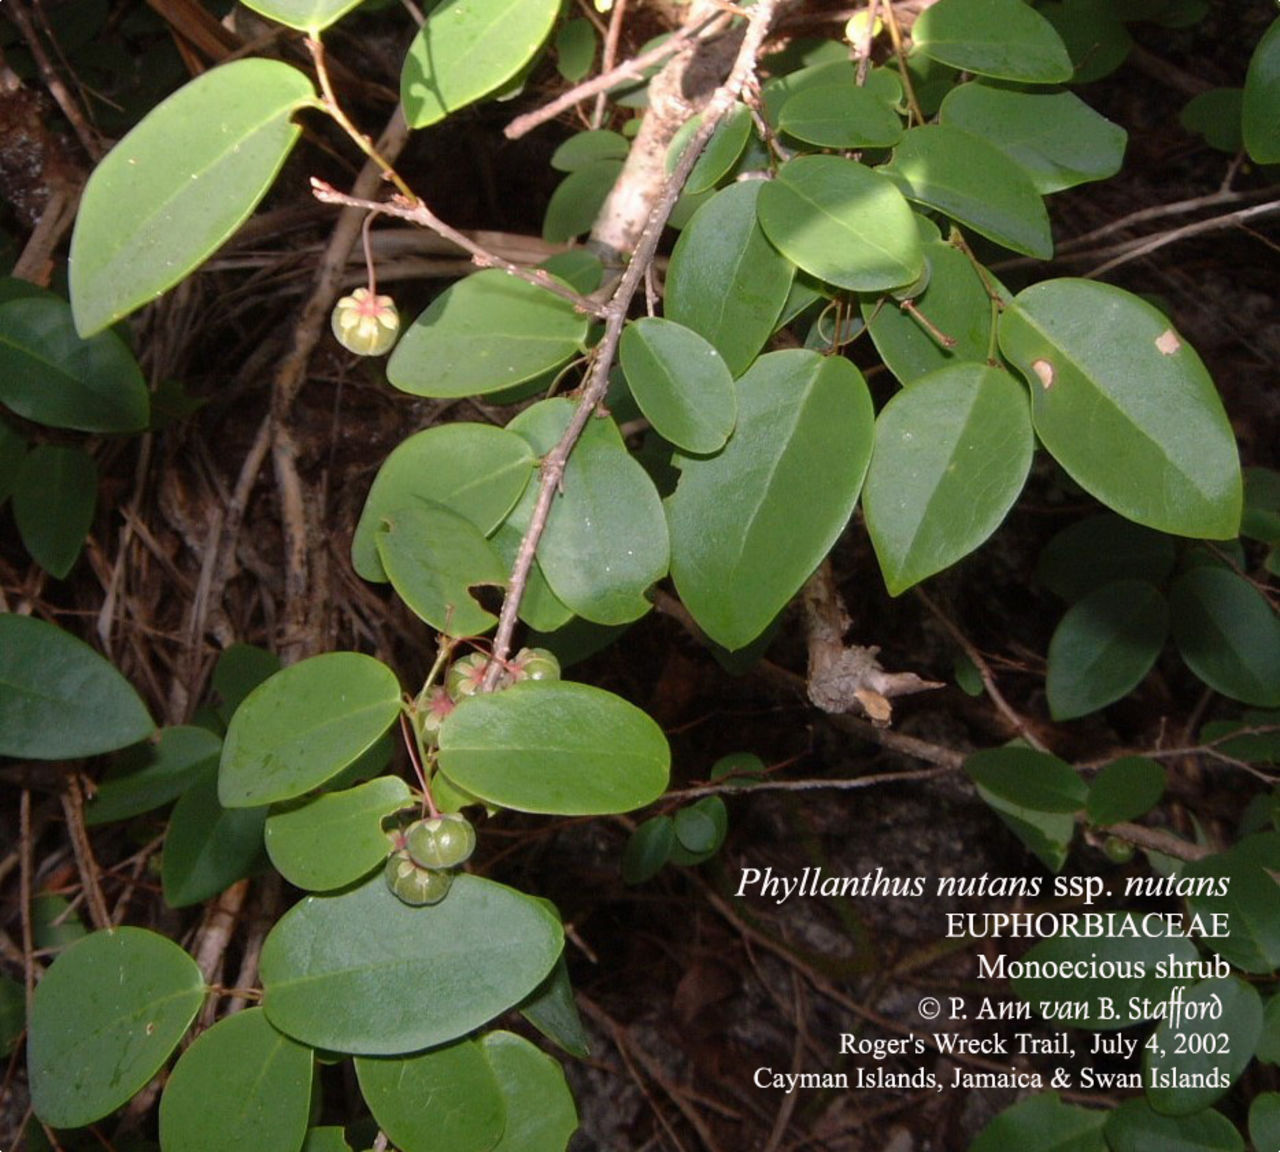 Phyllanthus nutans ssp. nutans
EUPHORBIACEAE
Monoecious shrub
© P. Ann van B. Stafford
Roger's Wreck Trail, July 4, 2002
Cayman Islands, Jamaica & Swan Islands